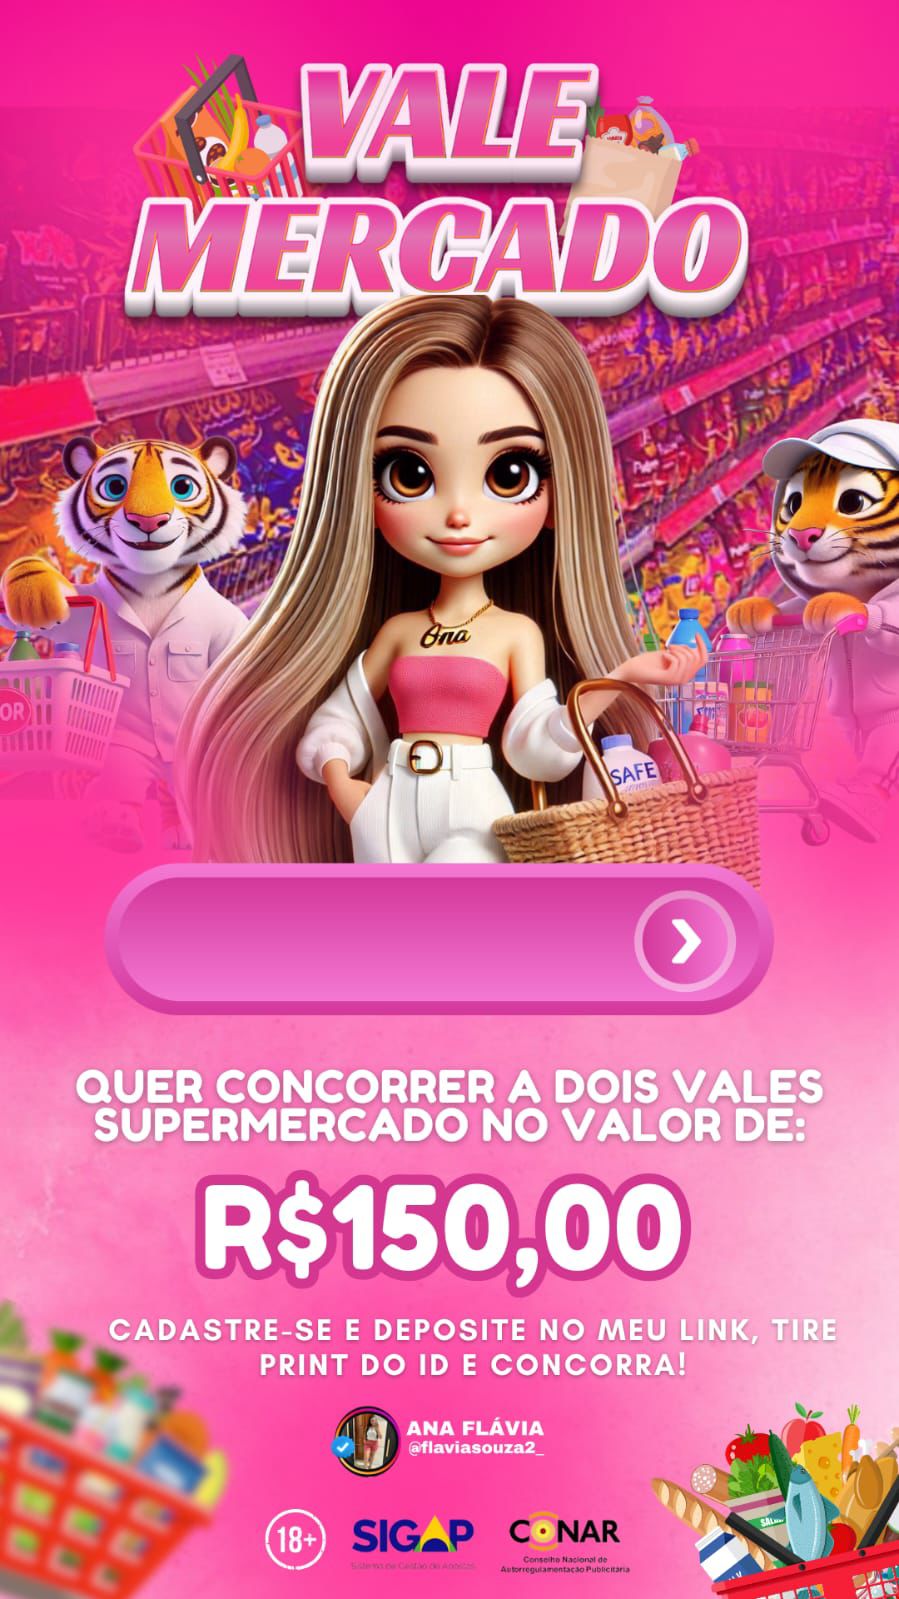 VALE
MERCADO
Ana
OR
SAFE
QUER CONCORRER A DOIS VALES
SUPERMERCADO NO VALOR DE:
R$150,00
CADASTRE-SE E DEPOSITE NO MEU LINK, TIRE
PRINT DO ID E CONCORRA!
ANA FLÁVIA
@flaviasouza2_
18+
SIGAP
Sistema de Gestão de Apostas
CONAR
Conselho Nacional de
Autorregulamentação Publicitária